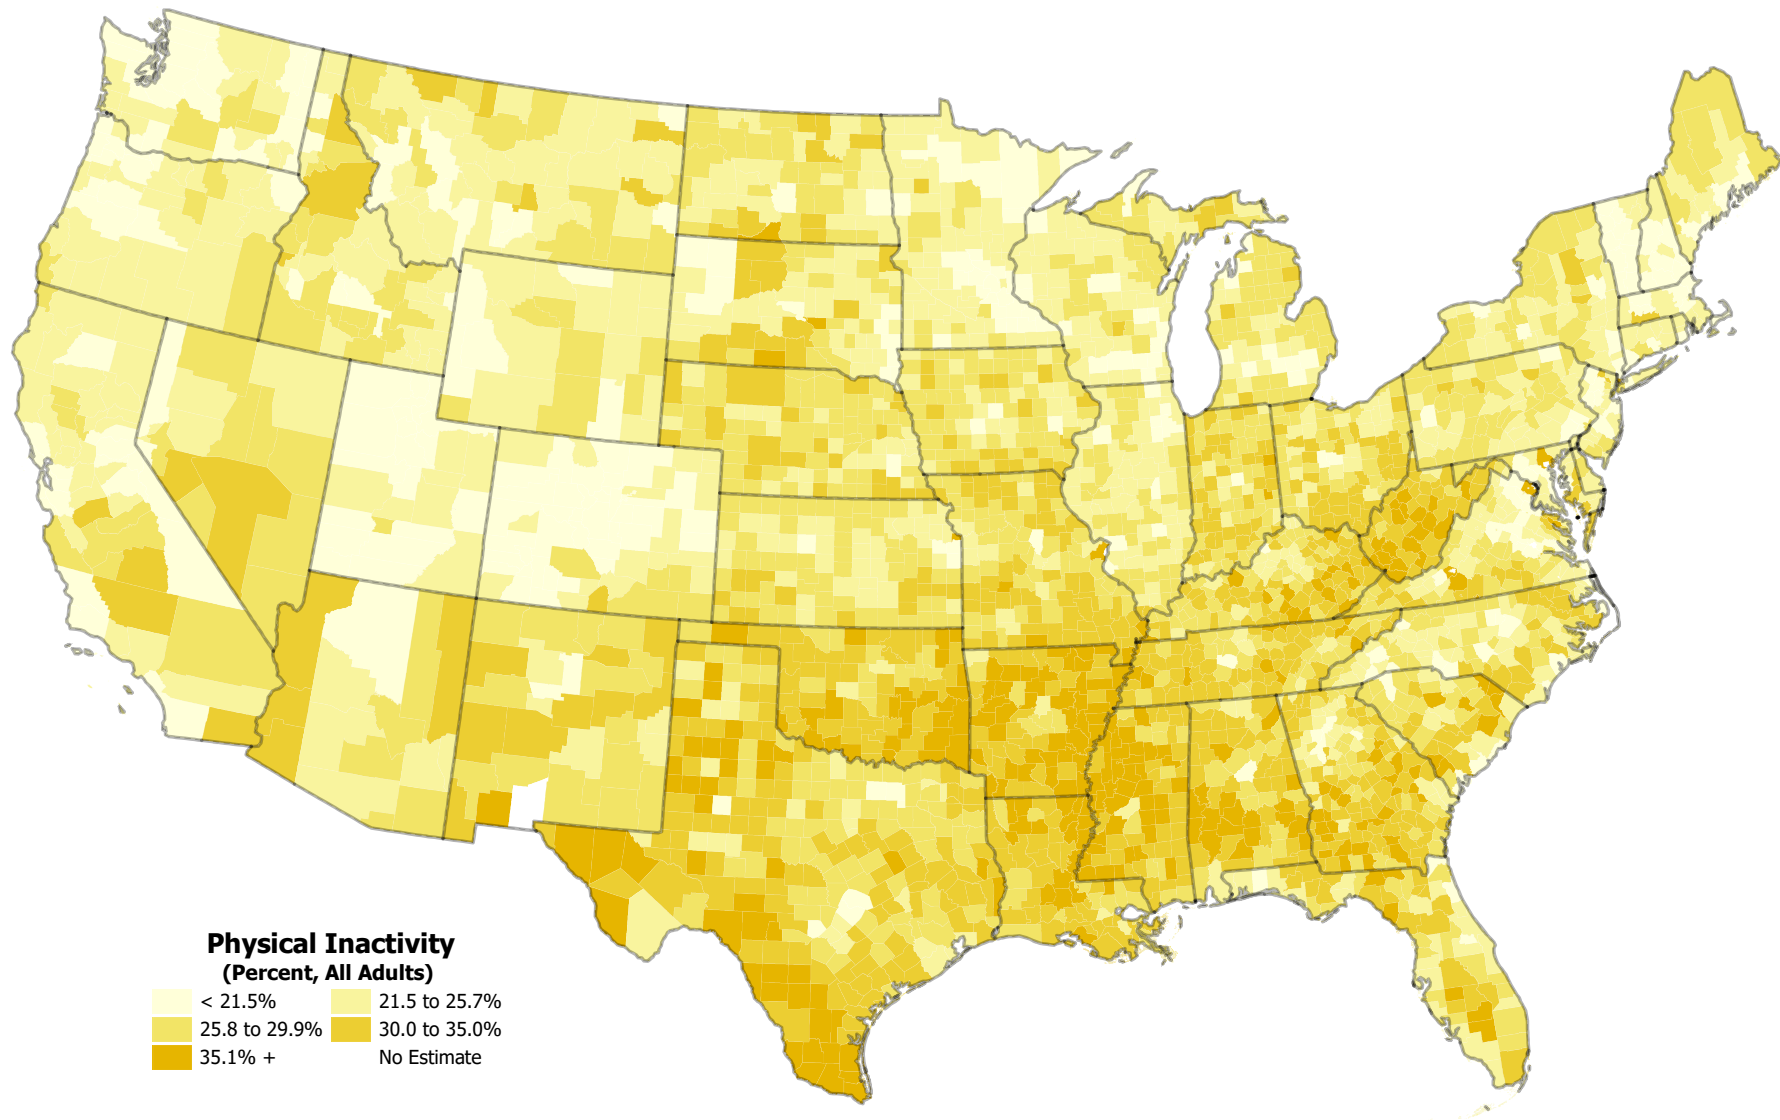 Physical Inactivity
(Percent, All Adults)
< 21.5% 21.5 to 25.7%
25.8 to 29.9% 30.0 to 35.0%
35.1% + No Estimate